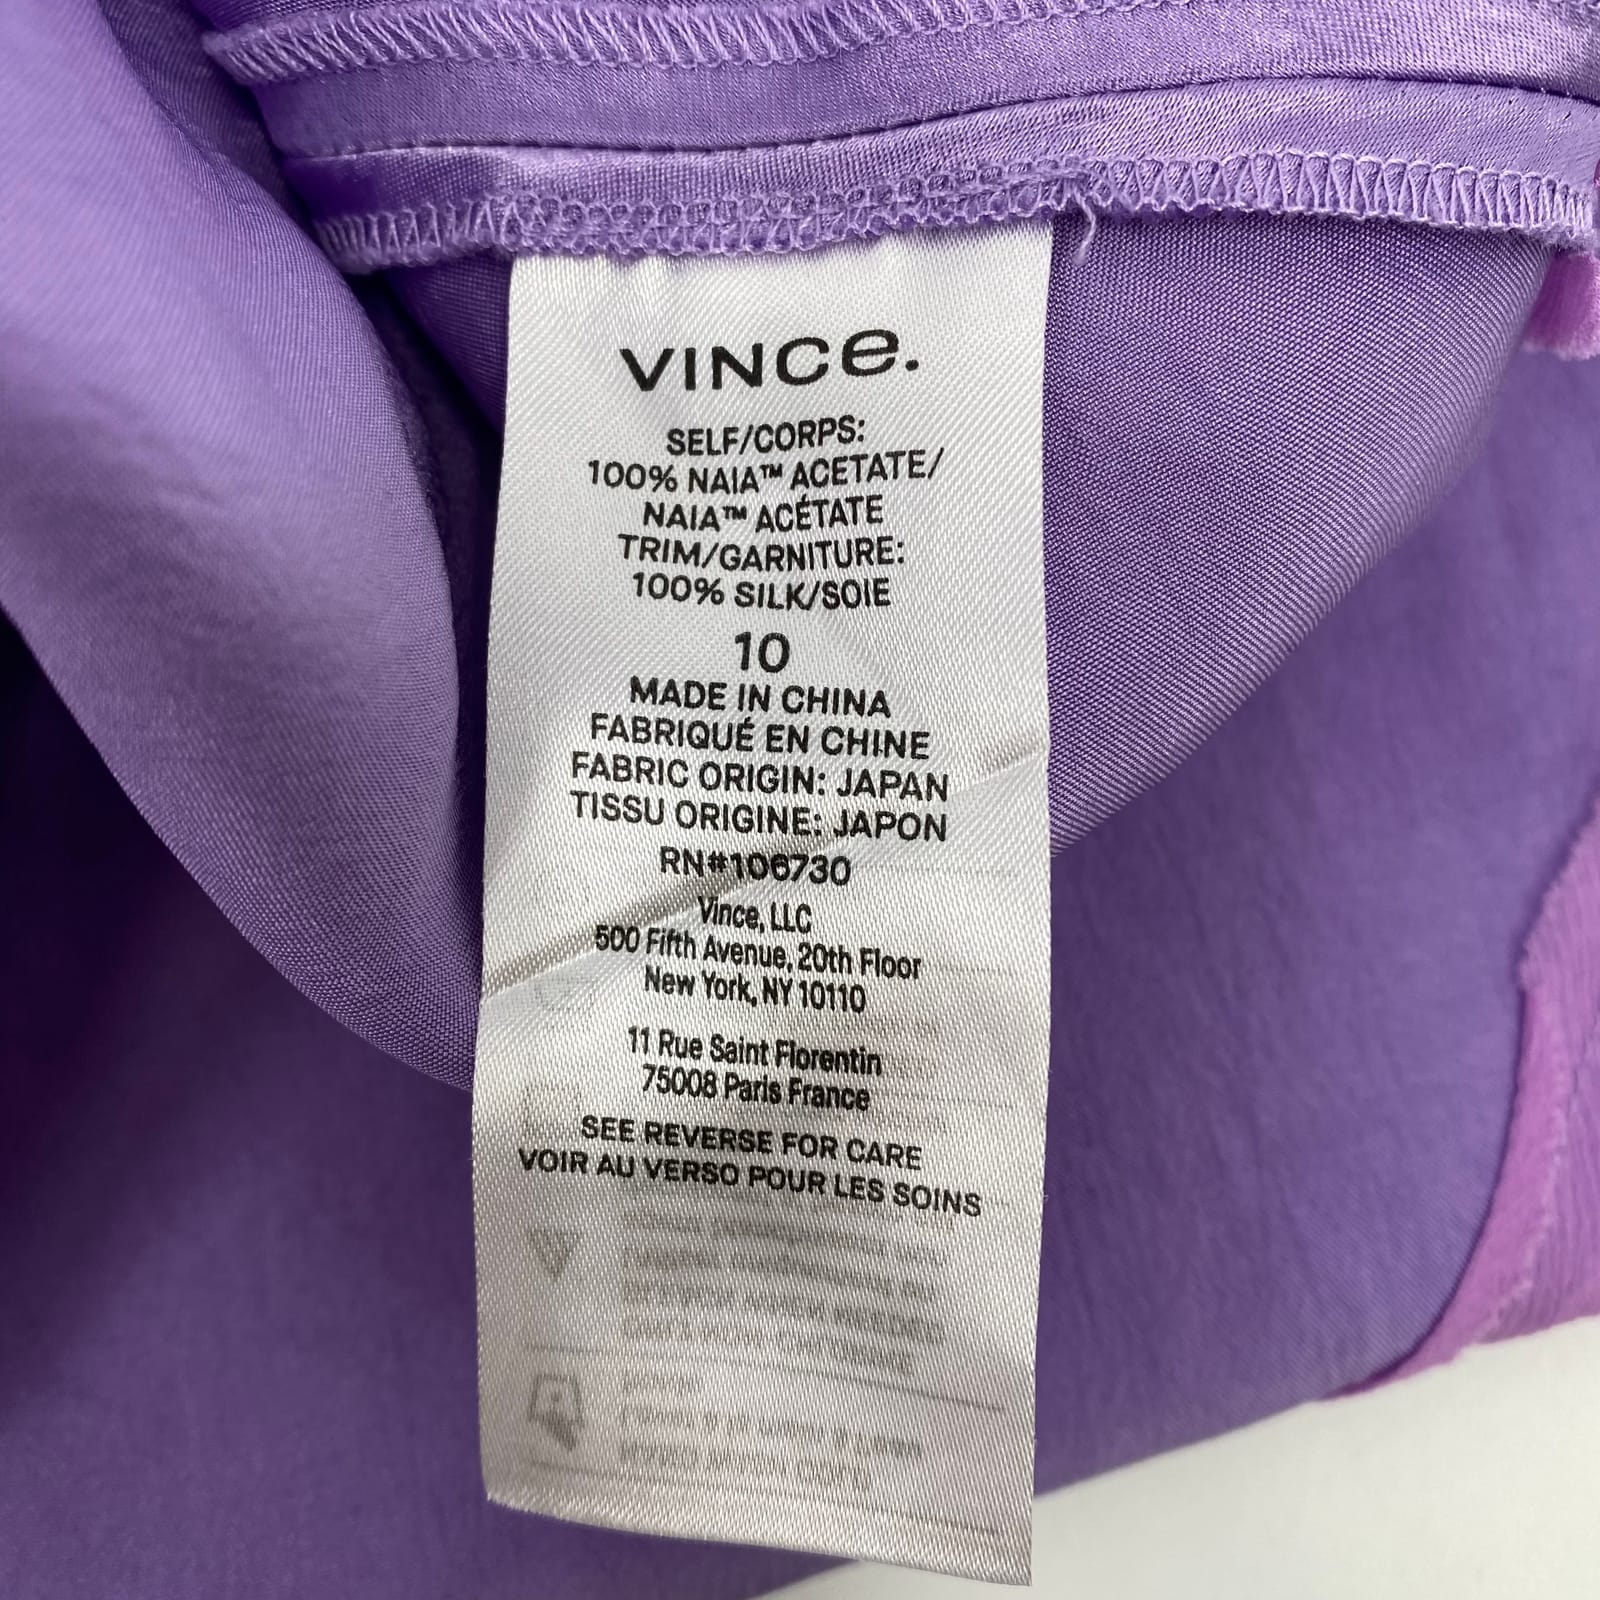 VINCe.
SELF/CORPS:
100% NAIA™ ACETATE/
NAIA™ ACÉTATE
TRIM/GARNITURE:
100% SILK/SOIE
10
MADE IN CHINA
FABRIQUÉ EN CHINE
FABRIC ORIGIN: JAPAN
TISSU ORIGINE: JAPON
RN#106730
Vince, LLC
500 Fifth Avenue, 20th Floor
New York, NY 10110
11 Rue Saint Florentin
75008 Paris France
SEE REVERSE FOR CARE
VOIR AU VERSO POUR LES SOINS